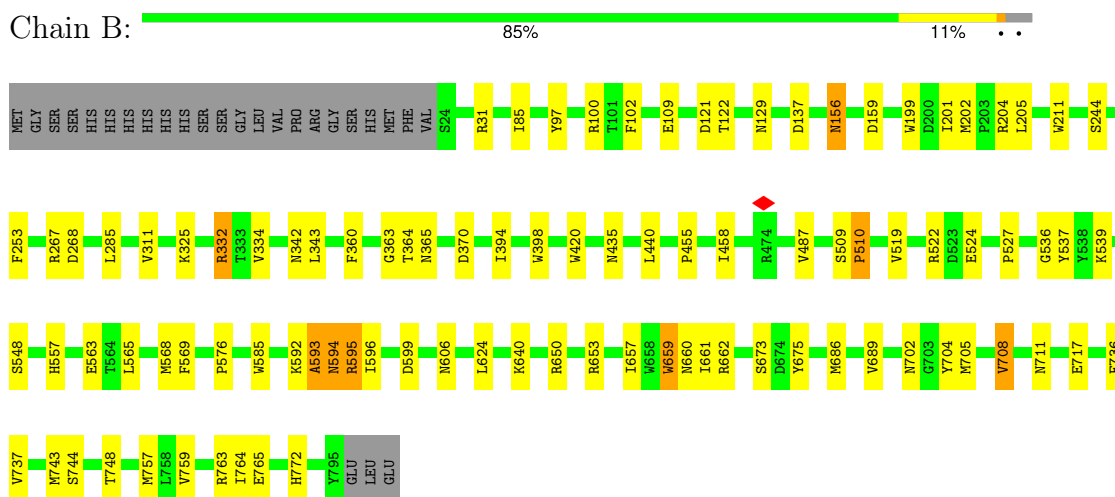 Chain B:
85% 11% • •
MET GLY SER SER HIS HIS HIS HIS HIS HIS SER SER GLY LEU VAL PRO ARG GLY SER HIS MET PHE VAL S24 R31 I85 Y97 R100 T101 F102 E109 D121 T122 N129 D137 N156 D159 W199 D200 I201 M202 P203 R204 L205 W211 S244
F253 R267 D268 L285 V311 K325 R332 T333 V334 N342 L343 F360 G363 T364 N365 D370 I394 W398 W420 N435 L440 P455 I458 R474 V487 S509 P510 V519 R522 D523 E524 P527 G536 Y537 Y538 K539
S548 H557 E563 T564 L565 M568 F569 P576 W585 K592 A593 N594 R595 I596 D599 N606 L624 K640 R650 R653 I657 W658 W659 N660 I661 R662 S673 D674 Y675 M686 V689 N702 G703 Y704 M705 V708 N711 E717
V737 M743 S744 T748 M757 L758 V759 R763 I764 E765 H772 Y795 GLU LEU GLU